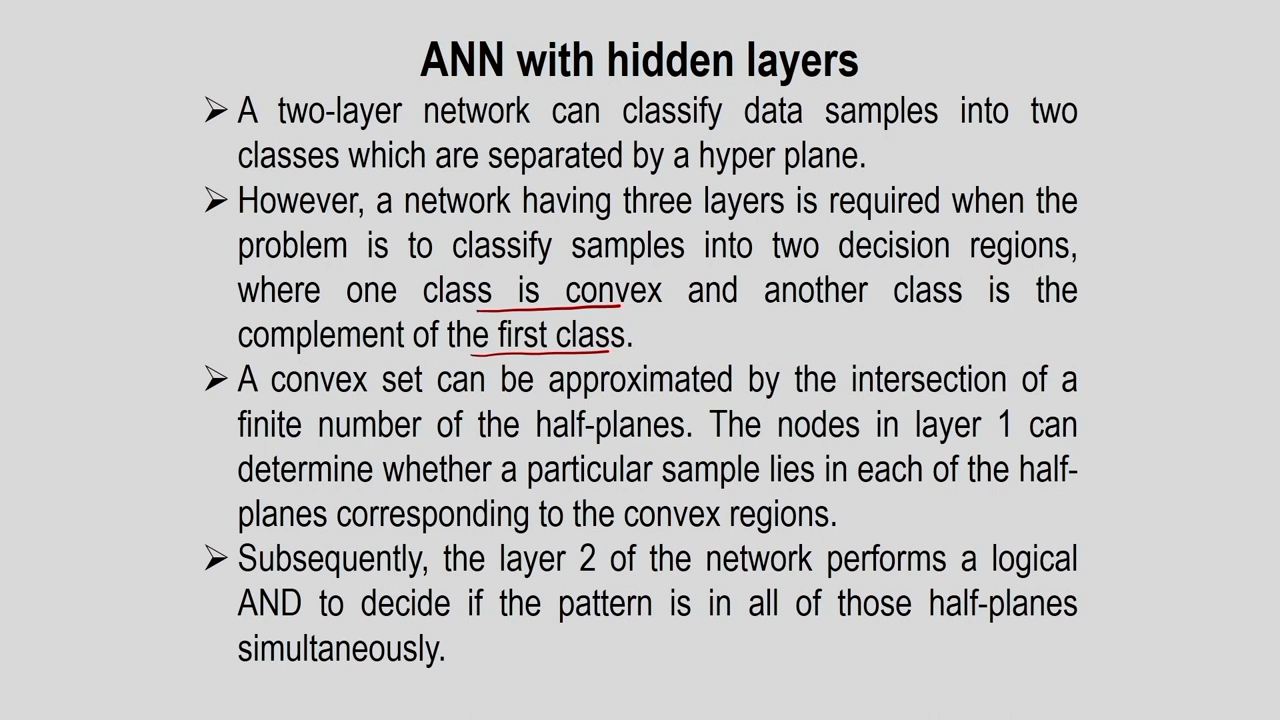 ANN with hidden layers
➢ A two-layer network can classify data samples into two
classes which are separated by a hyper plane.
➢ However, a network having three layers is required when the
problem is to classify samples into two decision regions,
where one class is convex and another class is the
complement of the first class.
➢ A convex set can be approximated by the intersection of a
finite number of the half-planes. The nodes in layer 1 can
determine whether a particular sample lies in each of the half-
planes corresponding to the convex regions.
➢ Subsequently, the layer 2 of the network performs a logical
AND to decide if the pattern is in all of those half-planes
simultaneously.